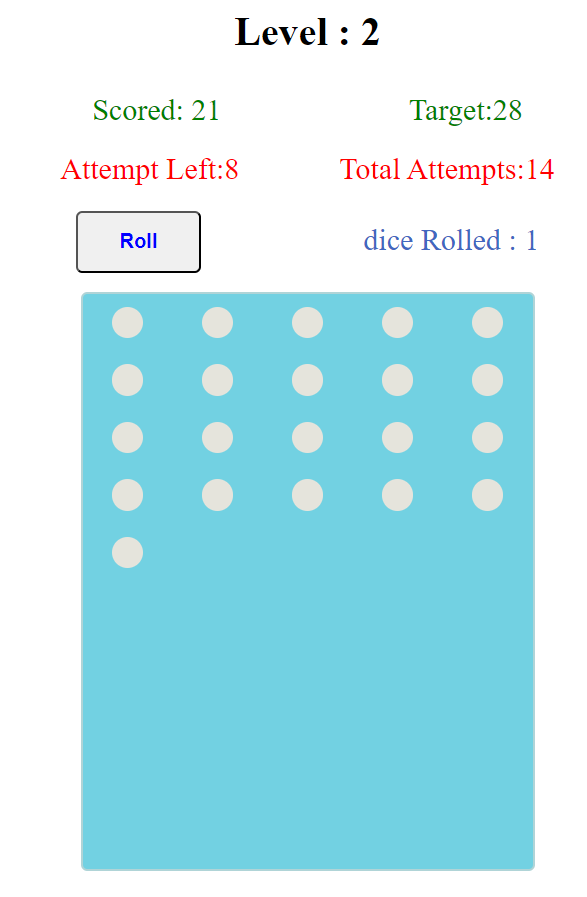 Level : 2
Scored: 21 Target:28
Attempt Left:8 Total Attempts:14
Roll dice Rolled : 1